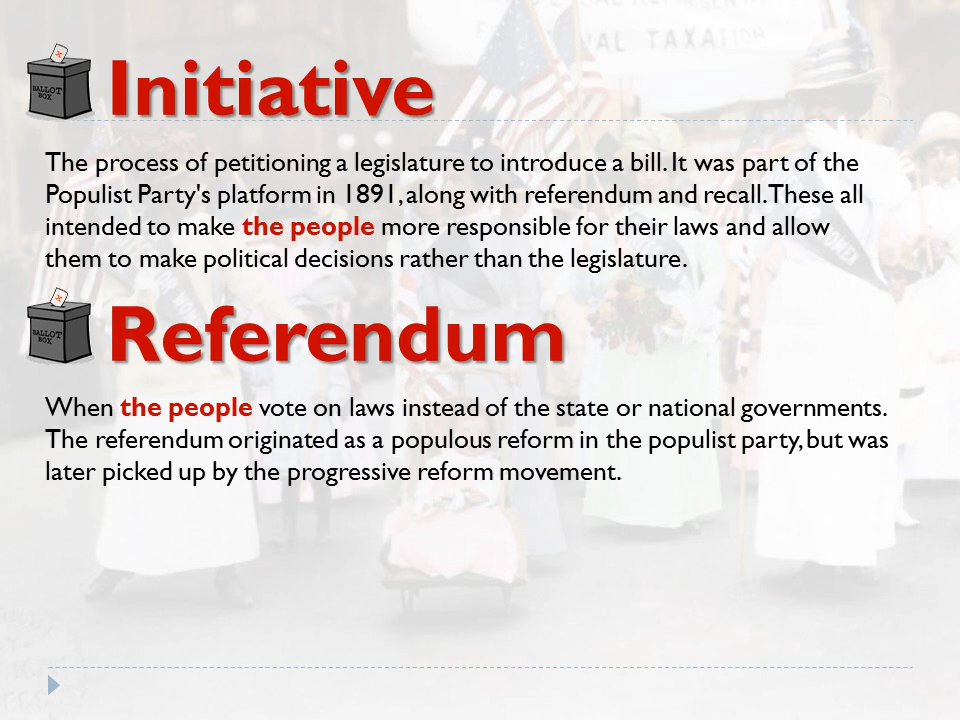 NAL TAXATION
BALLOT
BOX
Initiative
The process of petitioning a legislature to introduce a bill. It was part of the
Populist Party's platform in 1891, along with referendum and recall. These all
intended to make the people more responsible for their laws and allow
them to make political decisions rather than the legislature.
BALLOT
BOX
Referendum
When the people vote on laws instead of the state or national governments.
The referendum originated as a populous reform in the populist party, but was
later picked up by the progressive reform movement.